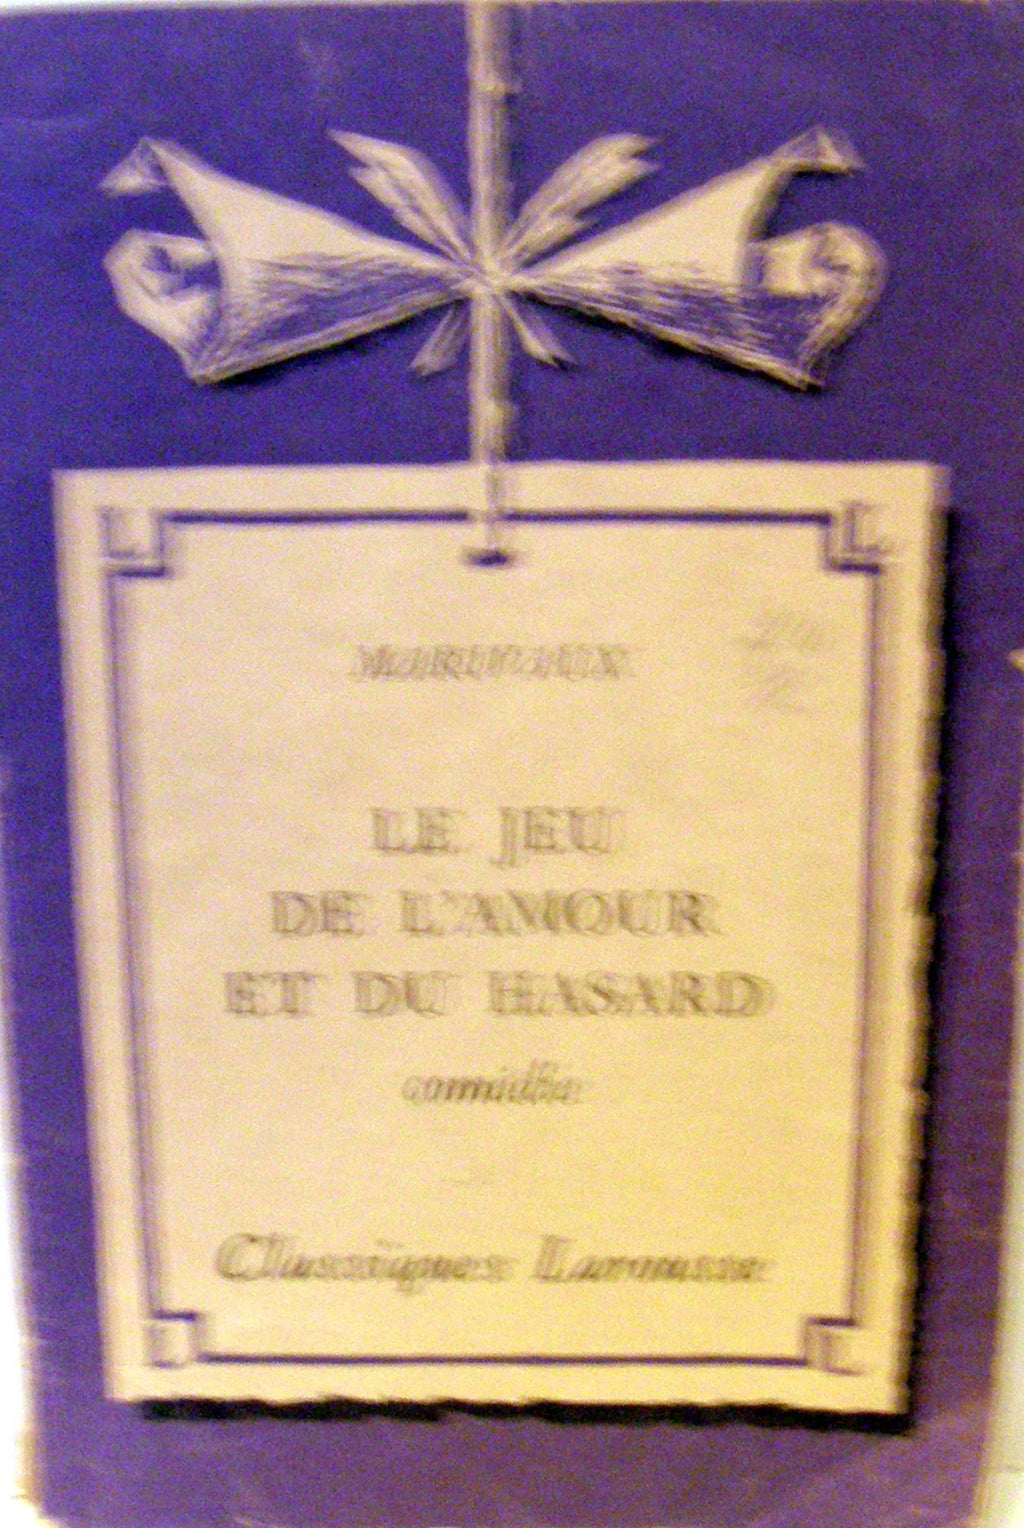 L L
MARIVAUX
LE JEU
DE L'AMOUR
ET DU HASARD
comédie
Classiques Larousse
L L